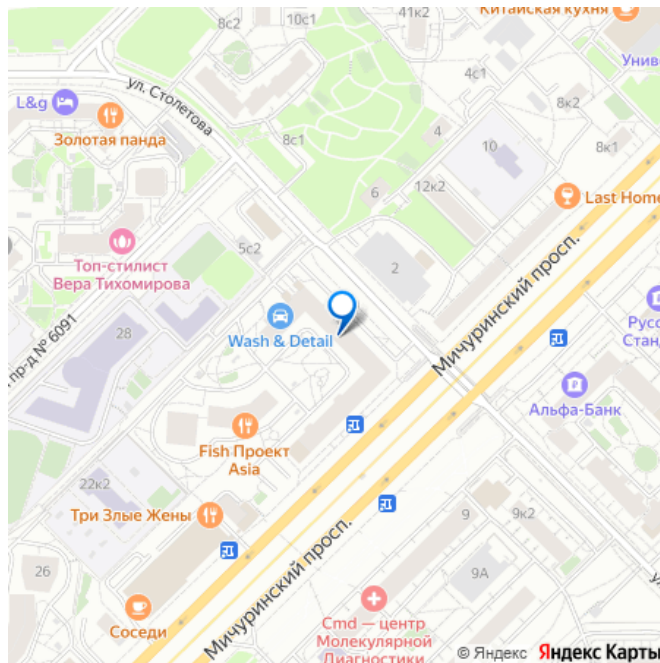 8с2
10с1
41к2
Китайская кухня
ул. Столетова
4с1
Униве
L&g
Золотая панда
8с1
8к2
4
10
8к1
6
12к2
Last Home
5с2
2
Топ-стилист
Вера Тихомирова
Мичуринский просп.
Wash & Detail
28
пр-д № 6091
Русс
Станд
Альфа-Банк
Fish Проект
Asia
22к2
Три Злые Жены
9
9к2
26
9А
Мичуринский просп.
Соседи
Cmd — центр
Молекулярной
Диагностики
© Яндекс Яндекс Карты